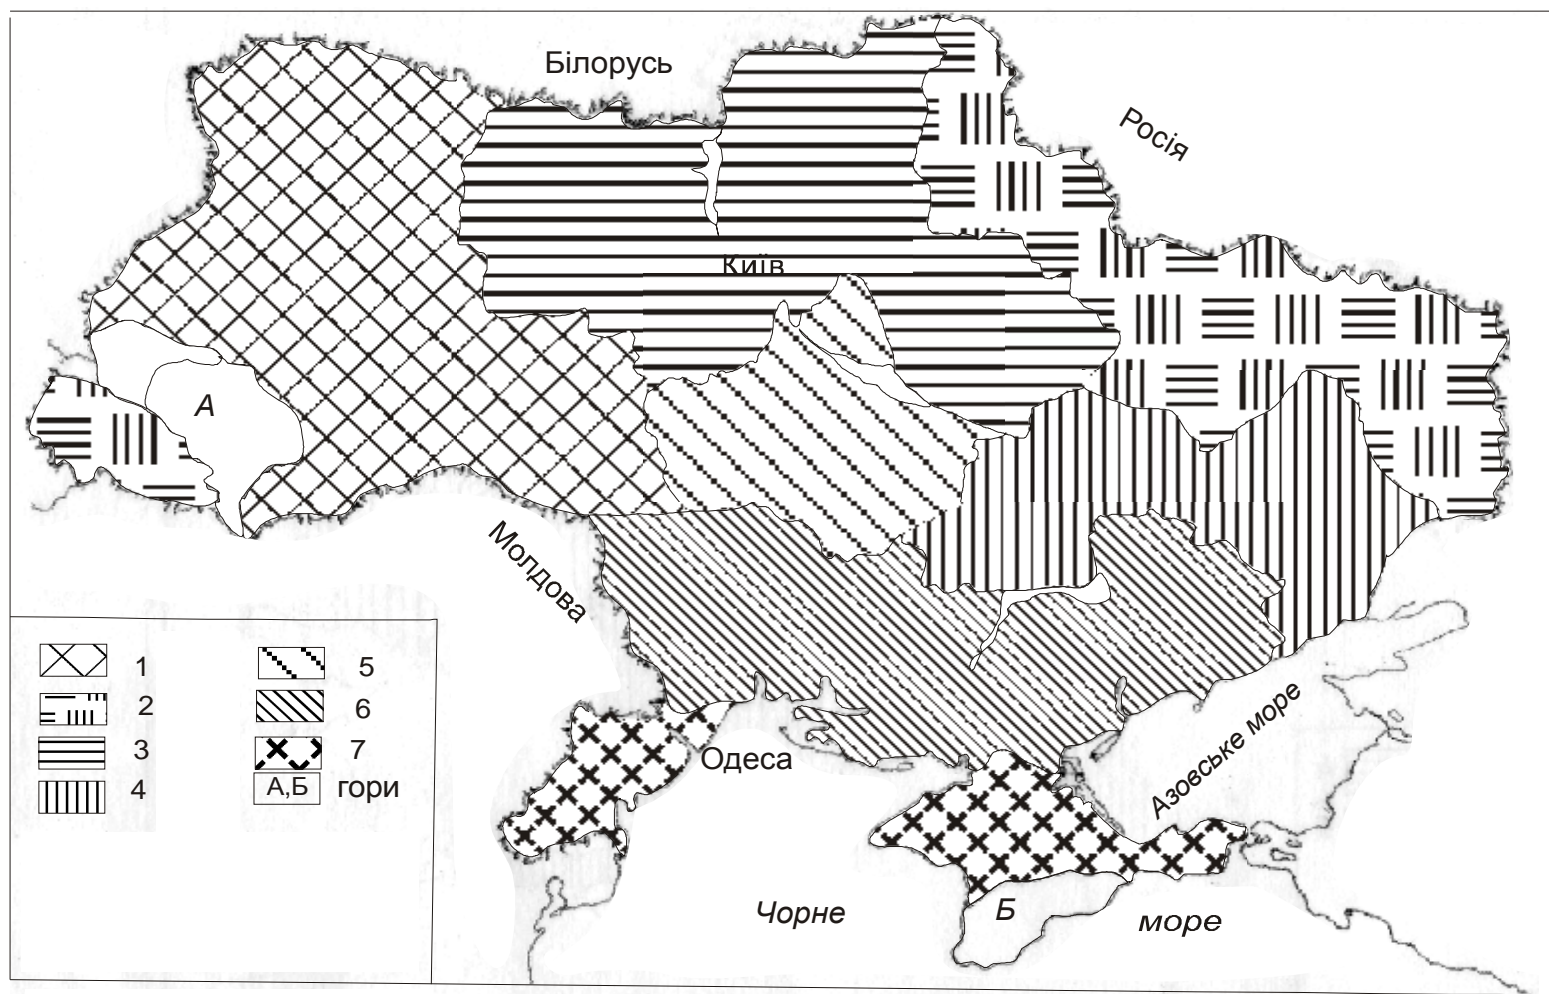 Білорусь
Росія
Київ
А
Молдова
Азовське море
Одеса
Чорне
море
Б
1
2
3
4
5
6
7
А,Б
гори